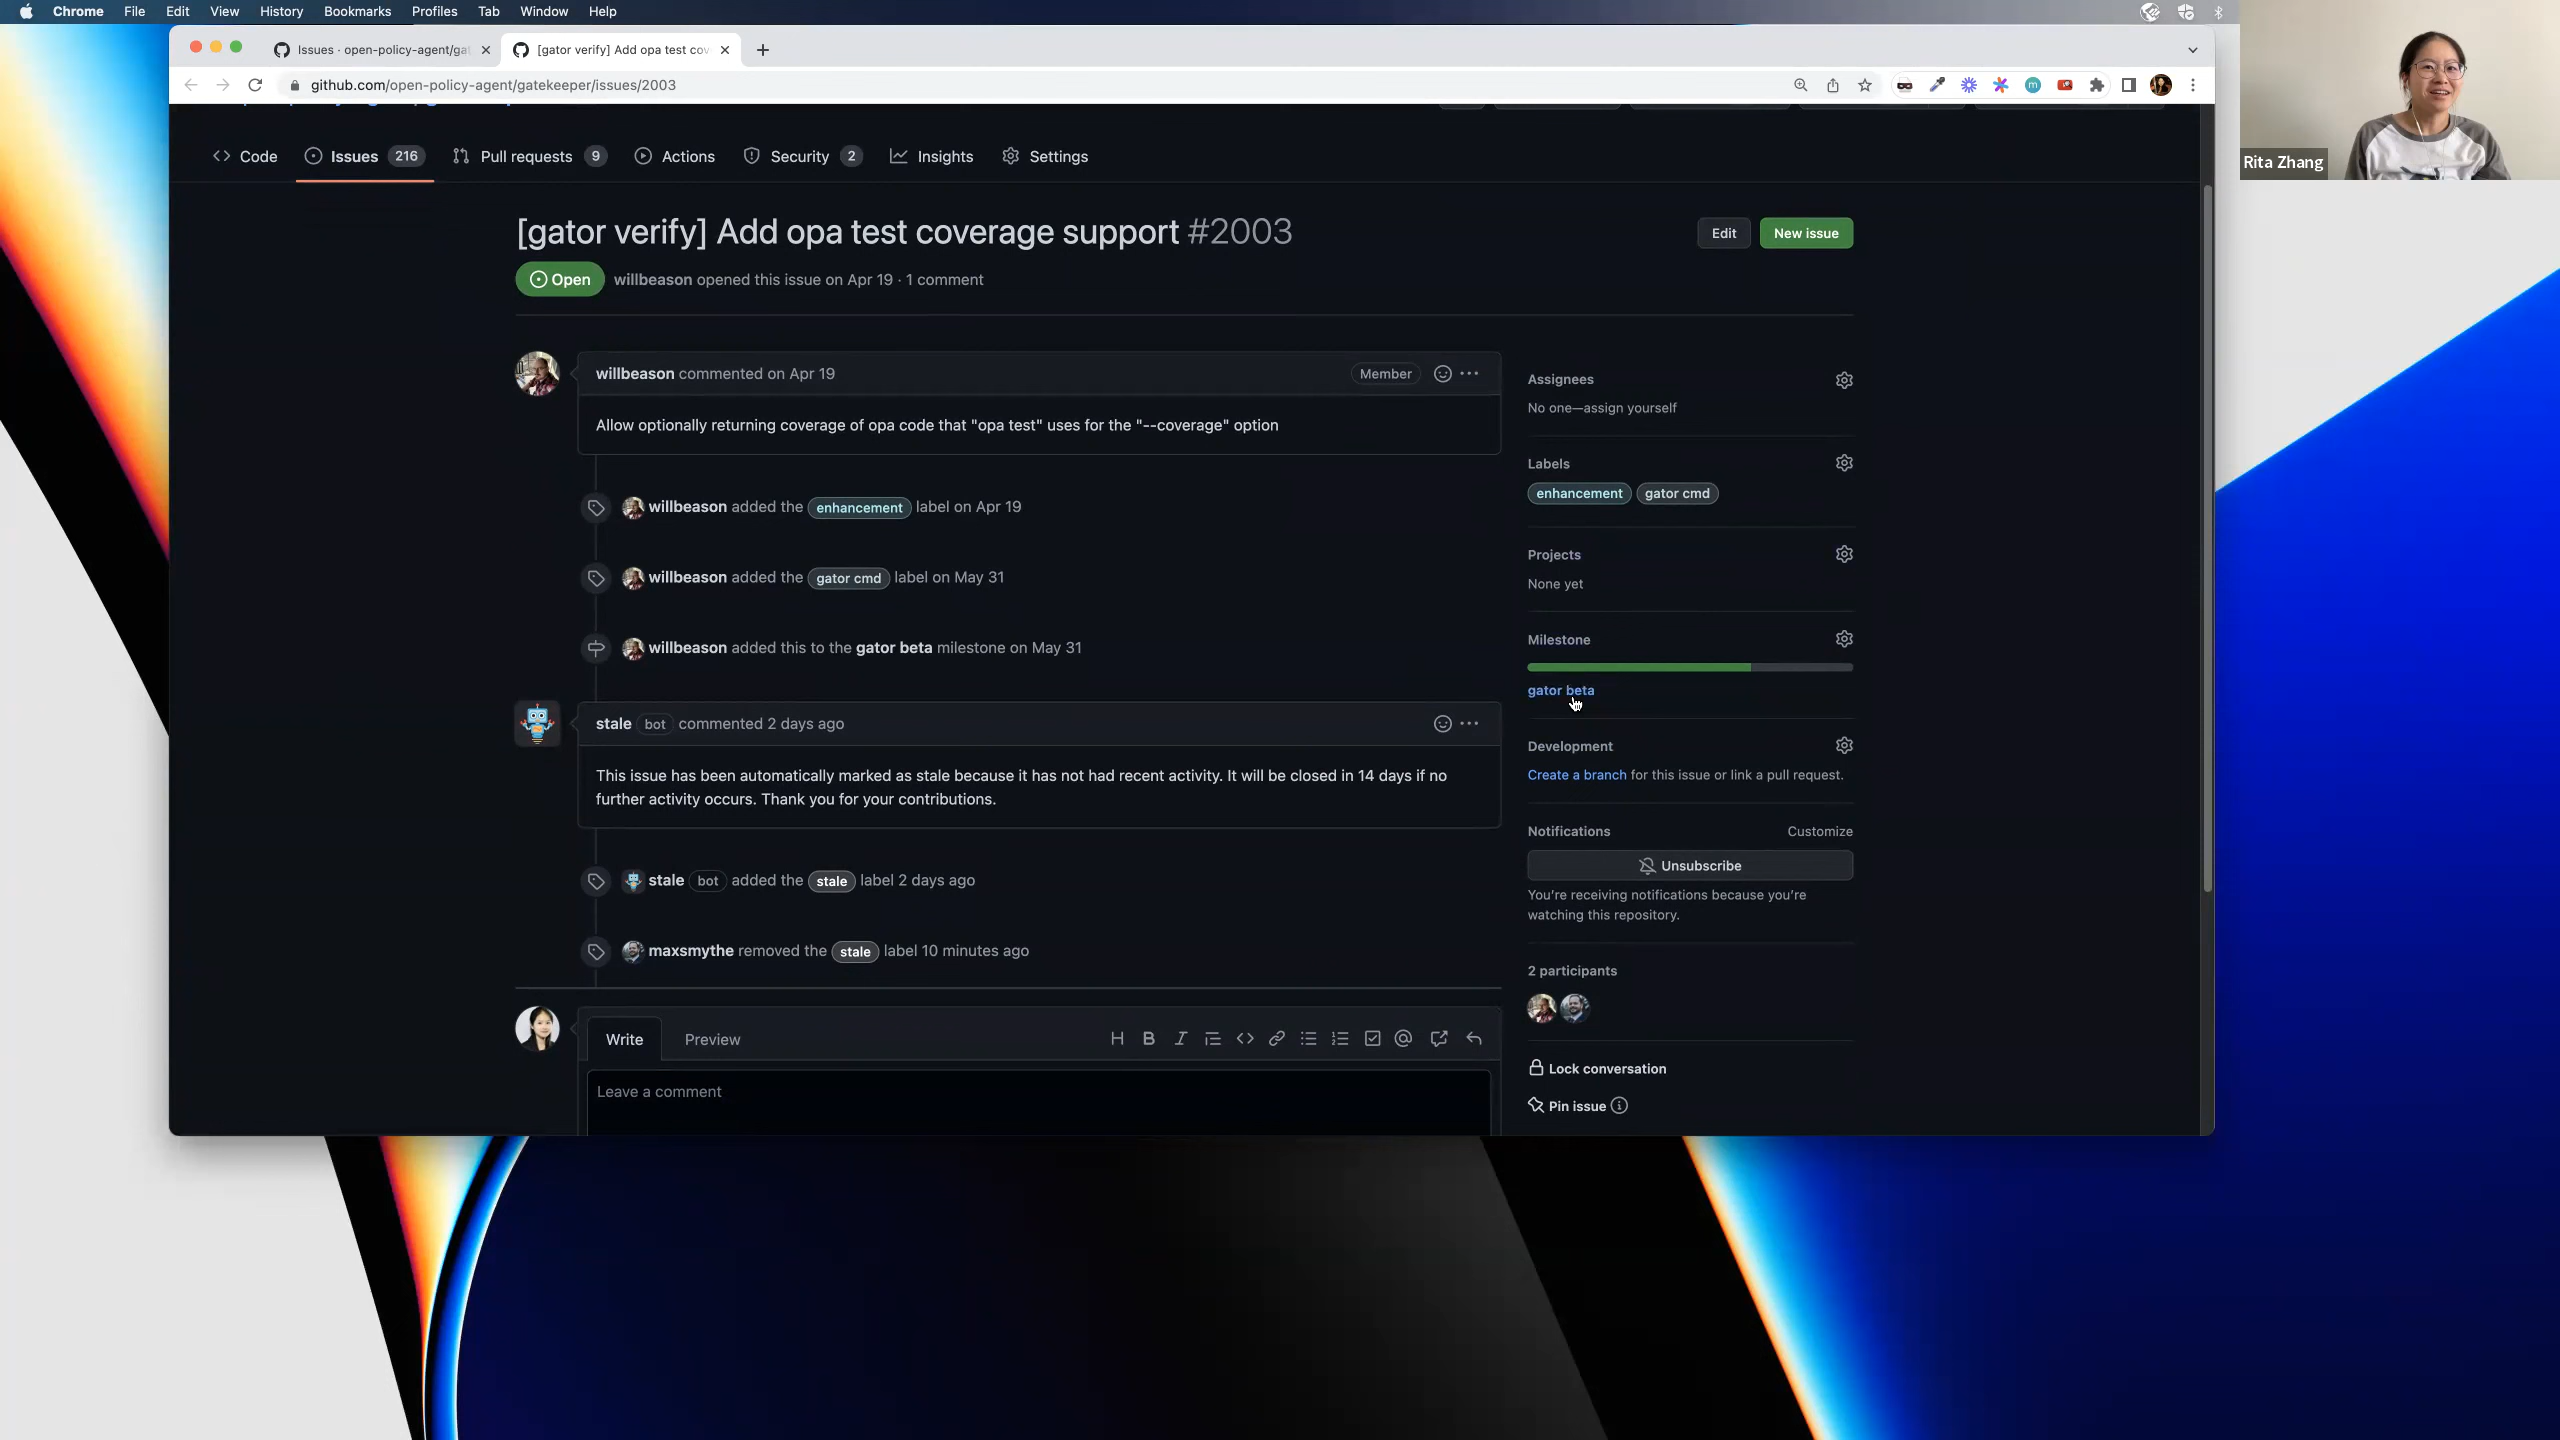 Chrome File Edit View History Bookmarks Profiles Tab Window Help
Issues · open-policy-agent/gat
[gator verify] Add opa test cov
github.com/open-policy-agent/gatekeeper/issues/2003
Rita Zhang
Code
Issues 216
Pull requests 9
Actions
Security 2
Insights
Settings
[gator verify] Add opa test coverage support #2003
Edit
New issue
Open
willbeason opened this issue on Apr 19 · 1 comment
willbeason commented on Apr 19
Member
Allow optionally returning coverage of opa code that "opa test" uses for the "--coverage" option
willbeason added the enhancement label on Apr 19
willbeason added the gator cmd label on May 31
willbeason added this to the gator beta milestone on May 31
stale bot commented 2 days ago
This issue has been automatically marked as stale because it has not had recent activity. It will be closed in 14 days if no
further activity occurs. Thank you for your contributions.
stale bot added the stale label 2 days ago
maxsmythe removed the stale label 10 minutes ago
Write
Preview
Leave a comment
Assignees
No one—assign yourself
Labels
enhancement gator cmd
Projects
None yet
Milestone
gator beta
Development
Create a branch for this issue or link a pull request.
Notifications
Customize
Unsubscribe
You're receiving notifications because you're
watching this repository.
2 participants
Lock conversation
Pin issue